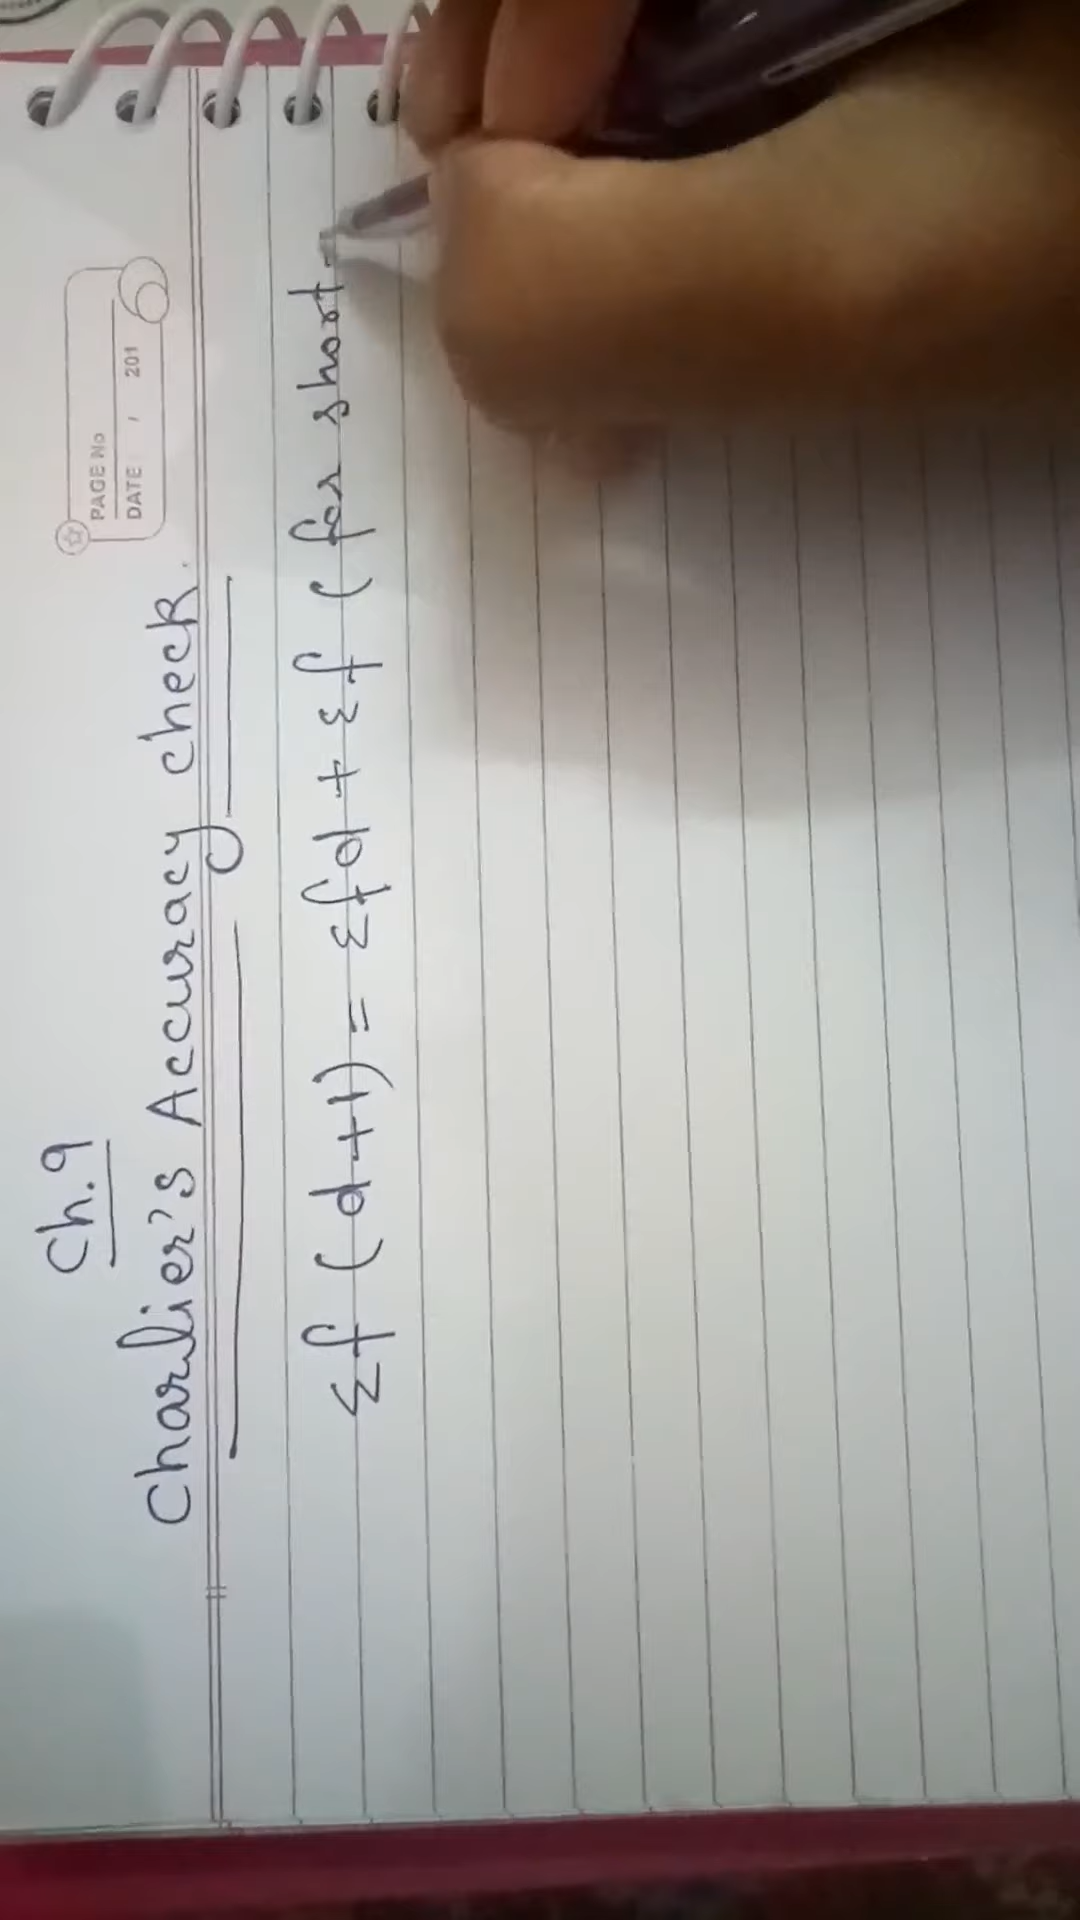 PAGE No
DATE / 201
Ch. 9
Charlier's Accuracy check.
Σf (d+1) = Σfd + Σf (for short-